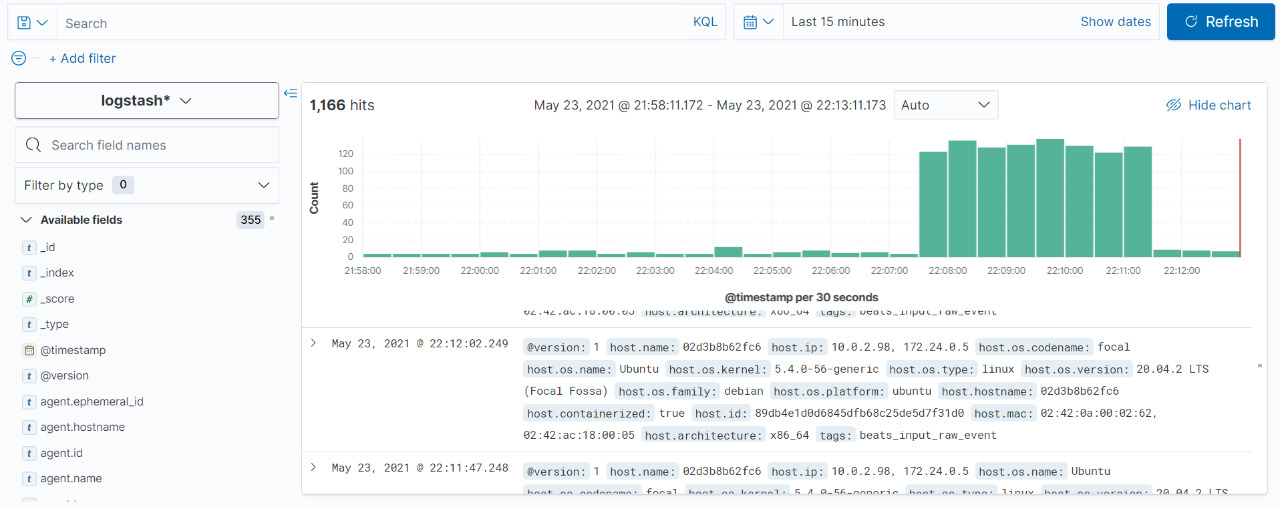 Search
KQL
Last 15 minutes
Show dates
Refresh
+ Add filter
logstash*
Search field names
Filter by type 0
Available fields 355
t _id
t _index
# _score
t _type
@timestamp
t @version
t agent.ephemeral_id
t agent.hostname
t agent.id
t agent.name
1,166 hits
May 23, 2021 @ 21:58:11.172 - May 23, 2021 @ 22:13:11.173
Auto
Hide chart
Count
120
100
80
60
40
20
0
21:58:00 21:59:00 22:00:00 22:01:00 22:02:00 22:03:00 22:04:00 22:05:00 22:06:00 22:07:00 22:08:00 22:09:00 22:10:00 22:11:00 22:12:00
@timestamp per 30 seconds
02:42:ac:18:00:05 host.architecture: x86_64 tags: beats_input_raw_event
May 23, 2021 @ 22:12:02.249
@version: 1 host.name: 02d3b8b62fc6 host.ip: 10.0.2.98, 172.24.0.5 host.os.codename: focal
host.os.name: Ubuntu host.os.kernel: 5.4.0-56-generic host.os.type: linux host.os.version: 20.04.2 LTS
(Focal Fossa) host.os.family: debian host.os.platform: ubuntu host.hostname: 02d3b8b62fc6
host.containerized: true host.id: 89db4e1d0d6845dfb68c25de5d7f31d0 host.mac: 02:42:0a:00:02:62,
02:42:ac:18:00:05 host.architecture: x86_64 tags: beats_input_raw_event
May 23, 2021 @ 22:11:47.248
@version: 1 host.name: 02d3b8b62fc6 host.ip: 10.0.2.98, 172.24.0.5 host.os.name: Ubuntu
host.os.codename: focal host.os.kernel: 5.4.0-56-generic host.os.type: linux host.os.version: 20.04.2 LTS